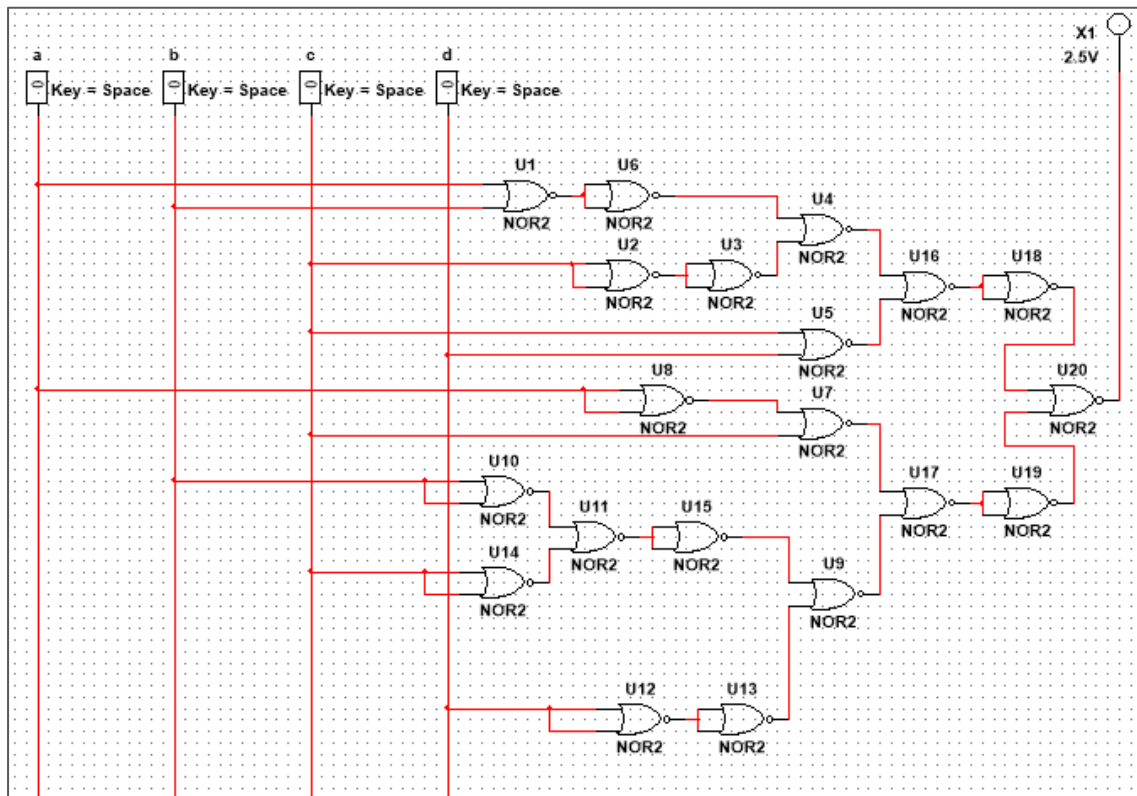 X1
2.5V
a
b
c
d
Key = Space
Key = Space
Key = Space
Key = Space
U1
U6
NOR2
NOR2
U4
NOR2
U2
U3
NOR2
NOR2
U16
U18
NOR2
NOR2
U5
NOR2
U8
NOR2
U7
NOR2
U20
NOR2
U10
NOR2
U11
U15
NOR2
NOR2
U17
U19
NOR2
NOR2
U14
NOR2
U9
NOR2
U12
U13
NOR2
NOR2